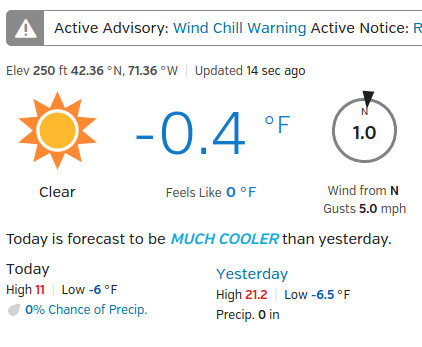 Active Advisory: Wind Chill Warning Active Notice: R
Elev 250 ft 42.36 °N, 71.36 °W | Updated 14 sec ago
N
-0.4 °F
1.0
Clear
Feels Like 0 °F
Wind from N
Gusts 5.0 mph
Today is forecast to be MUCH COOLER than yesterday.
Today
High 11 | Low -6 °F
0% Chance of Precip.
Yesterday
High 21.2 | Low -6.5 °F
Precip. 0 in